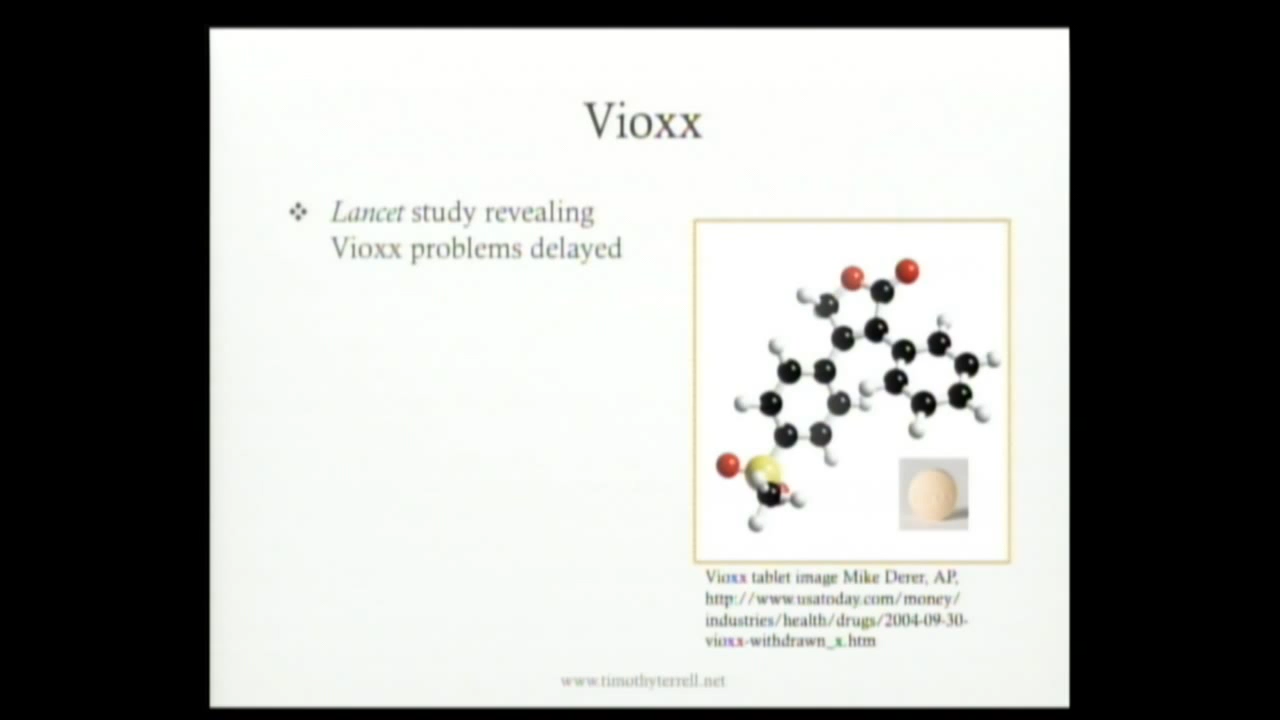 Vioxx
❖ Lancet study revealing
Vioxx problems delayed
Vioxx tablet image Mike Derer, AP,
http://www.usatoday.com/money/
industries/health/drugs/2004-09-30-
vioxx-withdrawn_x.htm
www.timothyterrell.net